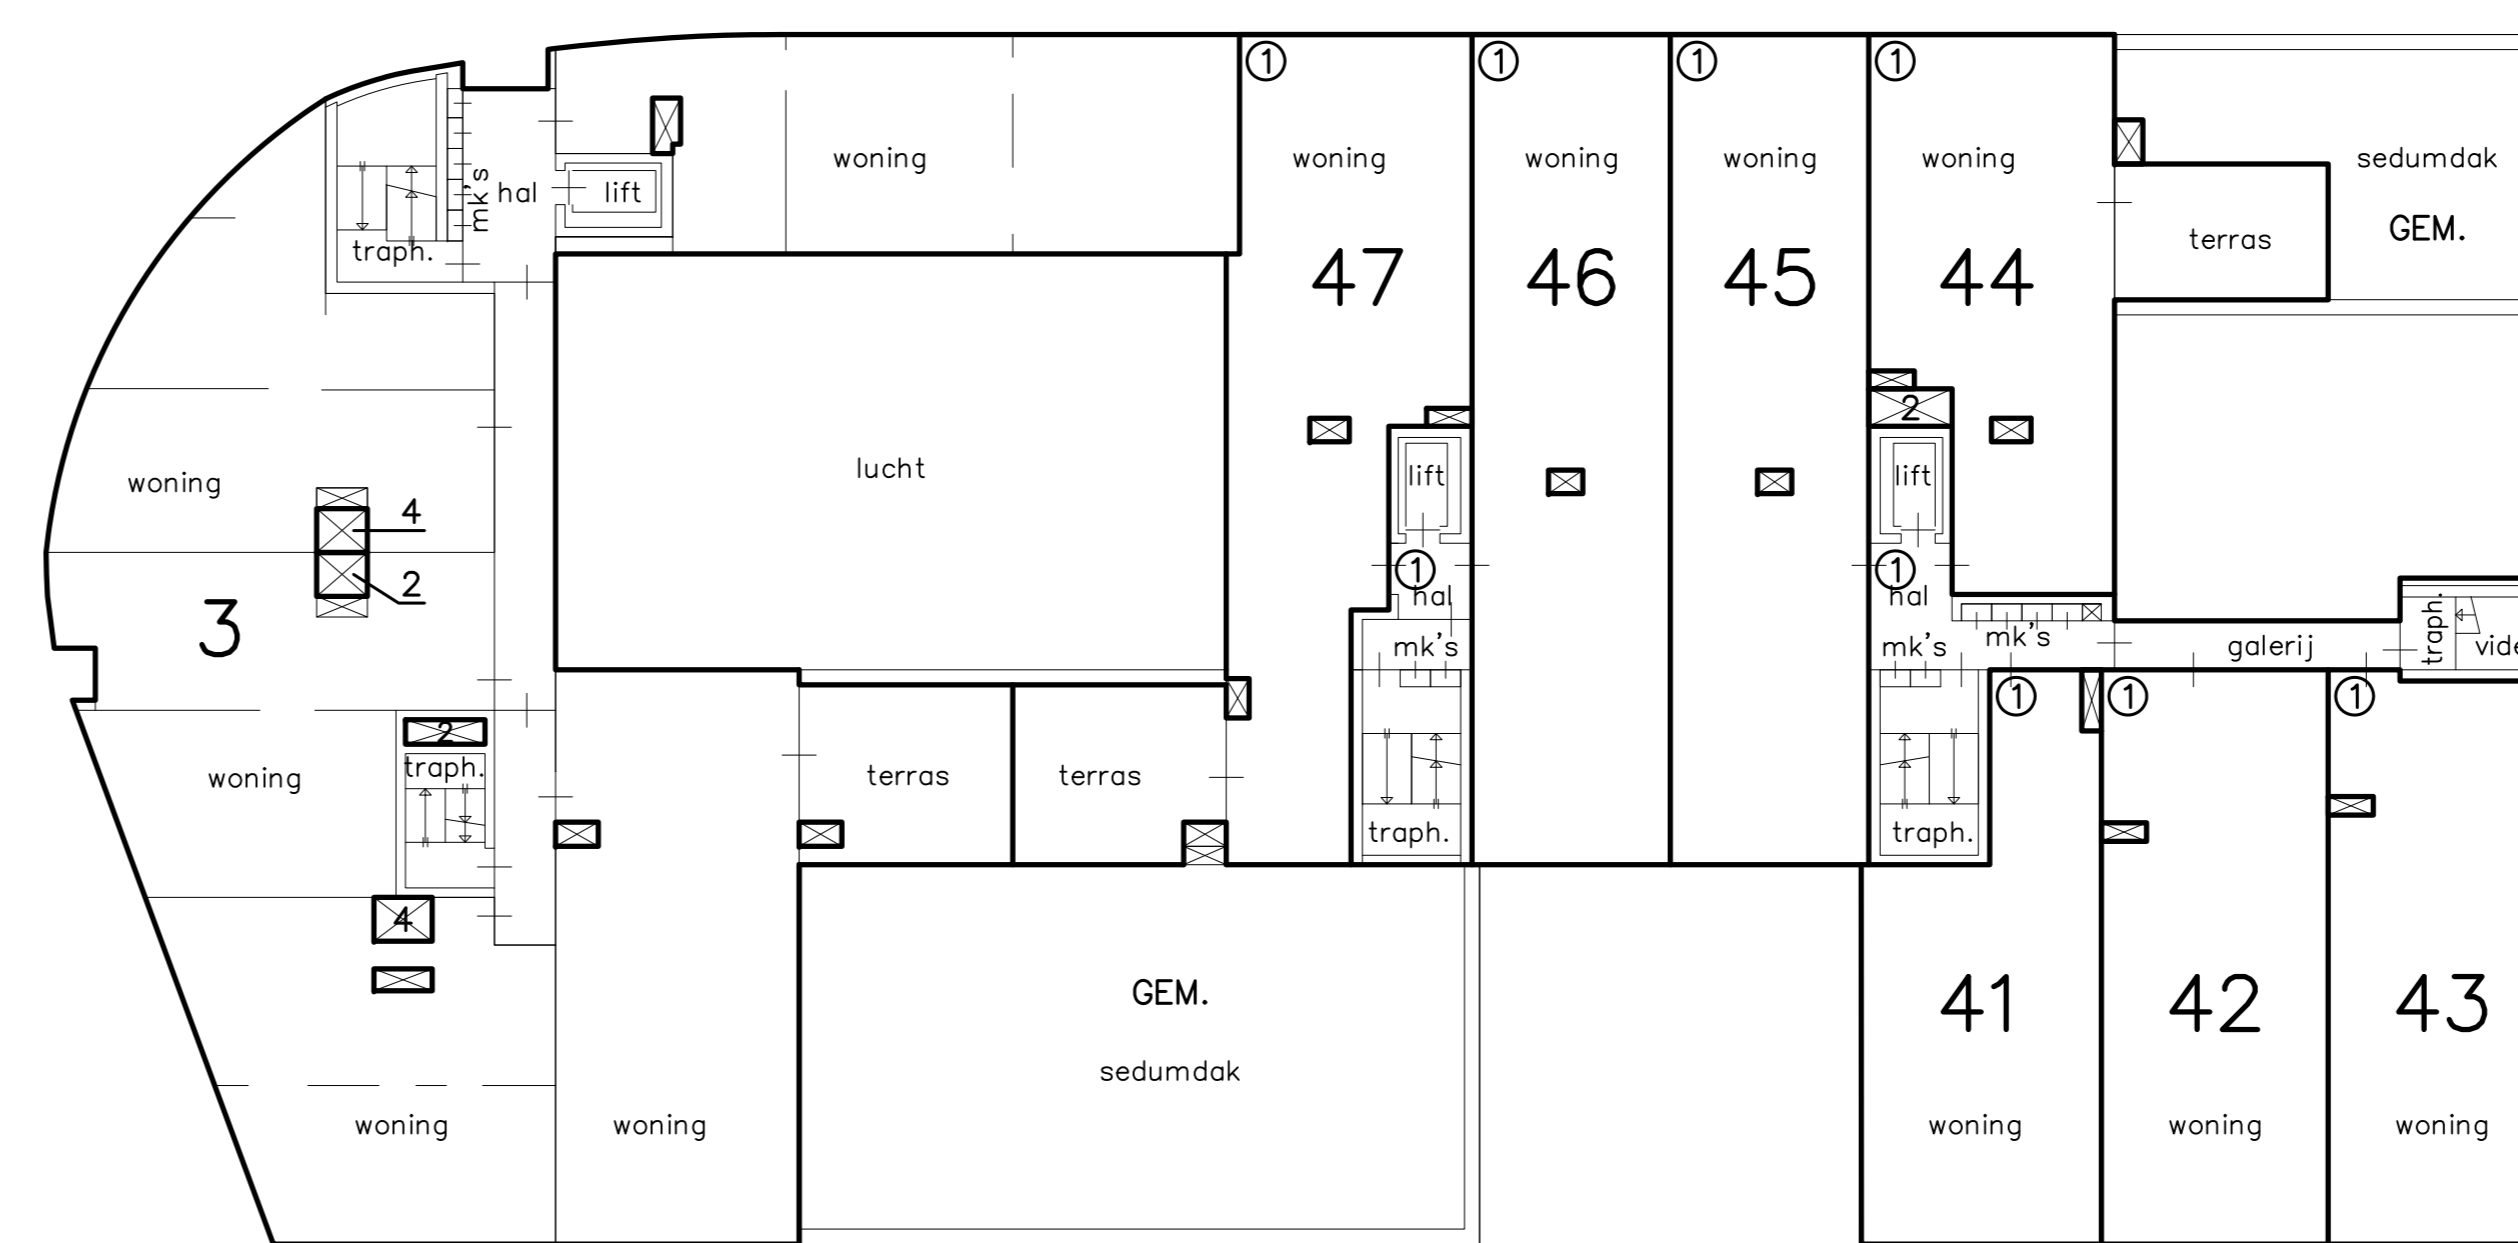 ① ① ① ①
woning woning woning woning woning sedumdak
mk's hal lift
GEM.
traph. terras
47 46 45 44
2
lucht lift lift
woning
4
① ①
2
hal hal
3
mk's mk's mk's galerij traph. vide
① ① ①
2
traph.
woning terras terras
traph. traph.
4
GEM. 41 42 43
sedumdak
woning woning woning woning woning